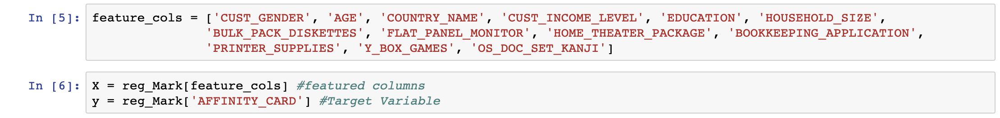 In [5]: feature_cols = ['CUST_GENDER', 'AGE', 'COUNTRY_NAME', 'CUST_INCOME_LEVEL', 'EDUCATION', 'HOUSEHOLD_SIZE',
'BULK_PACK_DISKETTES', 'FLAT_PANEL_MONITOR', 'HOME_THEATER_PACKAGE', 'BOOKKEEPING_APPLICATION',
'PRINTER_SUPPLIES', 'Y_BOX_GAMES', 'OS_DOC_SET_KANJI']
In [6]: X = reg_Mark[feature_cols] #featured columns
y = reg_Mark['AFFINITY_CARD'] #Target Variable